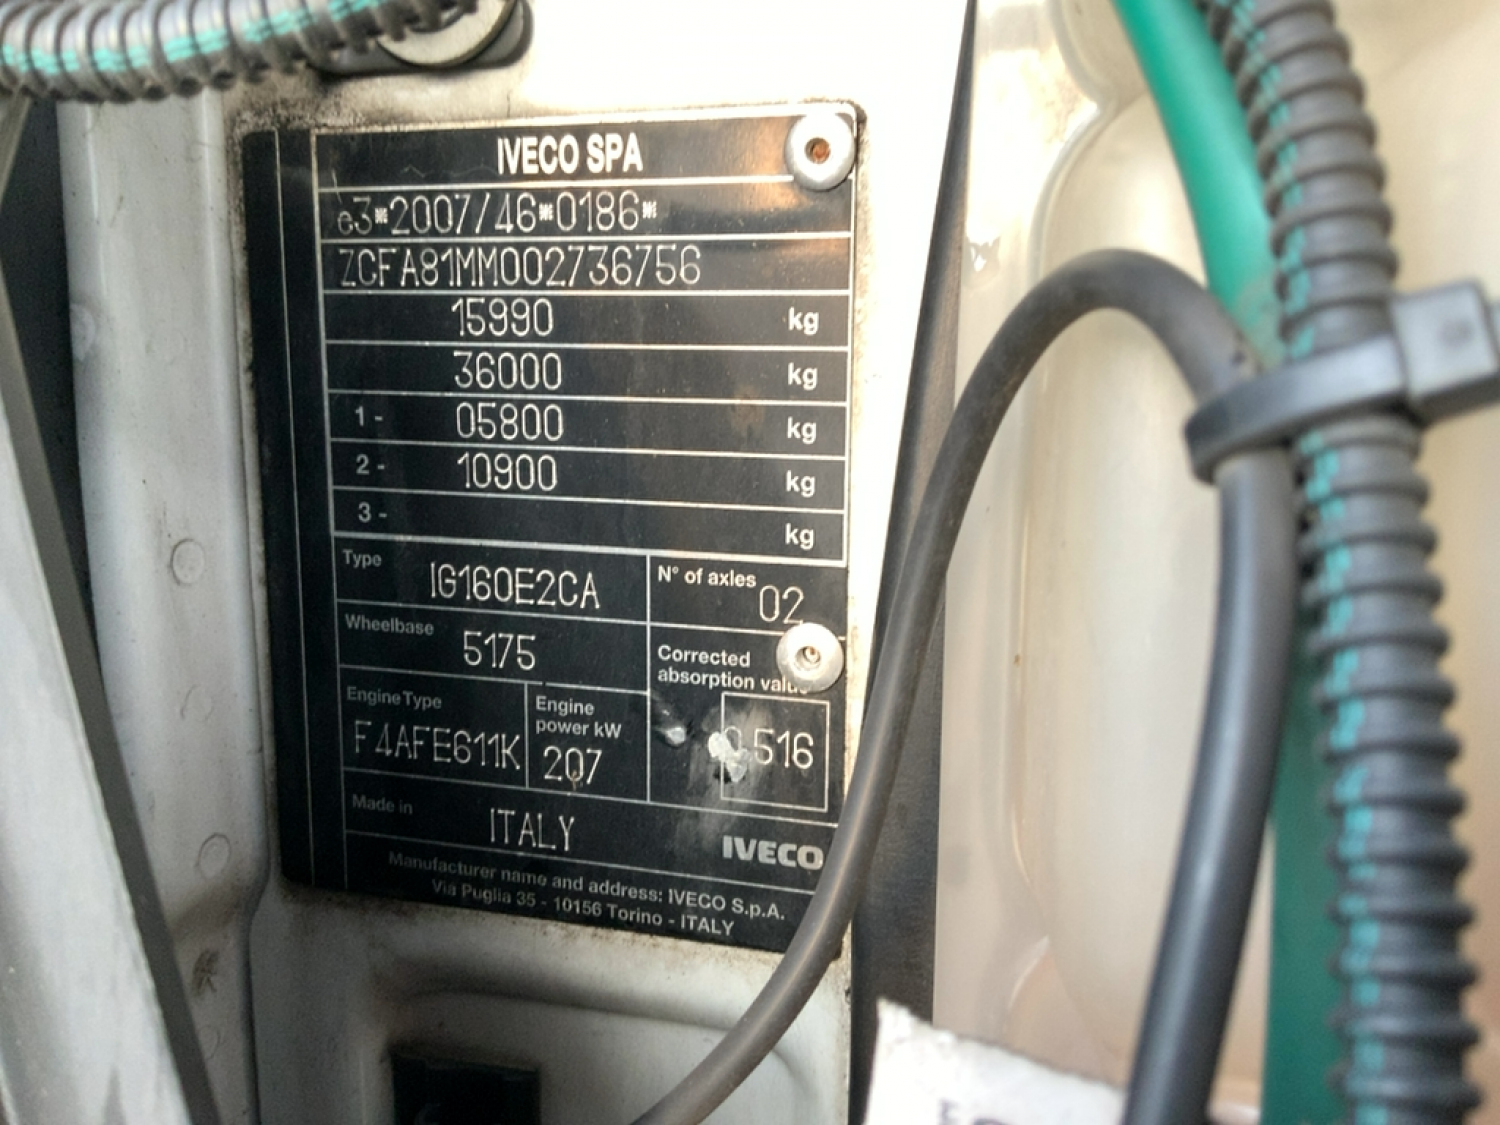 IVECO SPA
e3*2007/46*0186*
ZCFA81MM002736756
15990 kg
36000 kg
1 - 05800 kg
2 - 10900 kg
3 - kg
Type IG160E2CA
N° of axles 02
Wheelbase 5175
Corrected
absorption value
516
Engine Type F4AFE611K
Engine
power kW
207
Made in ITALY
IVECO
Manufacturer name and address: IVECO S.p.A.
Via Puglia 35 - 10156 Torino - ITALY